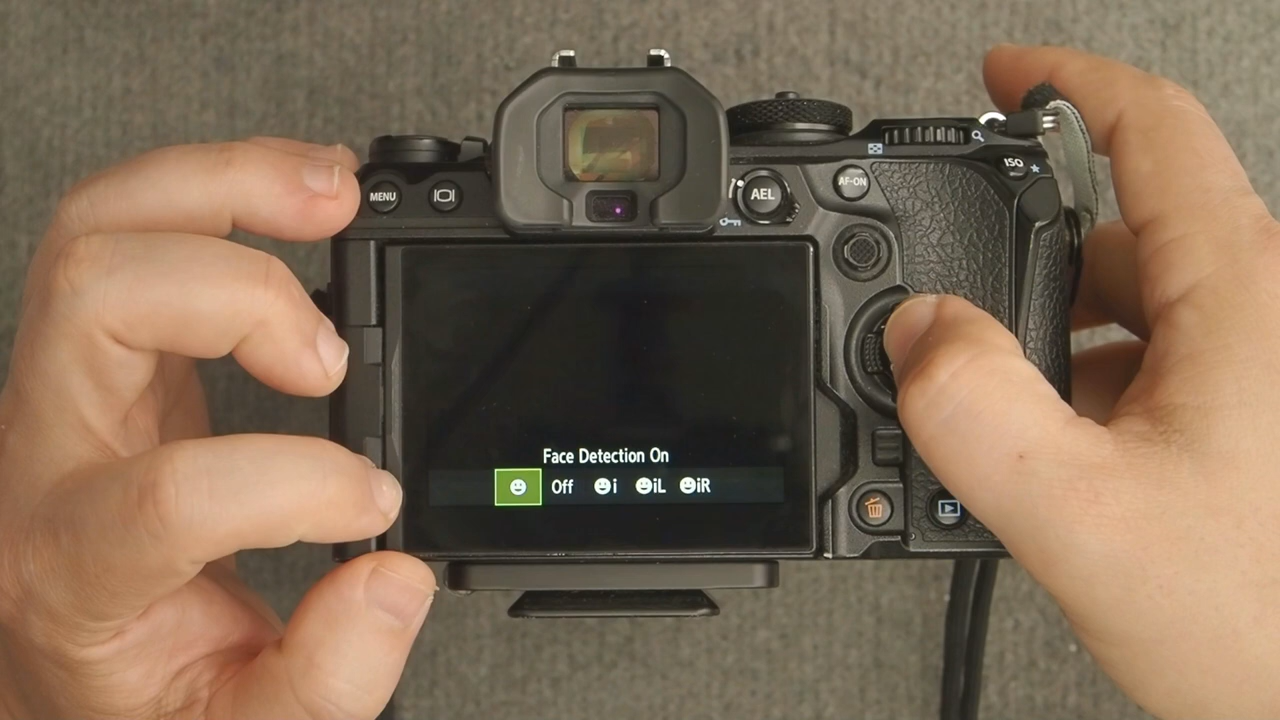 MENU
AEL
AF-ON
ISO
Face Detection On
Off i iL iR